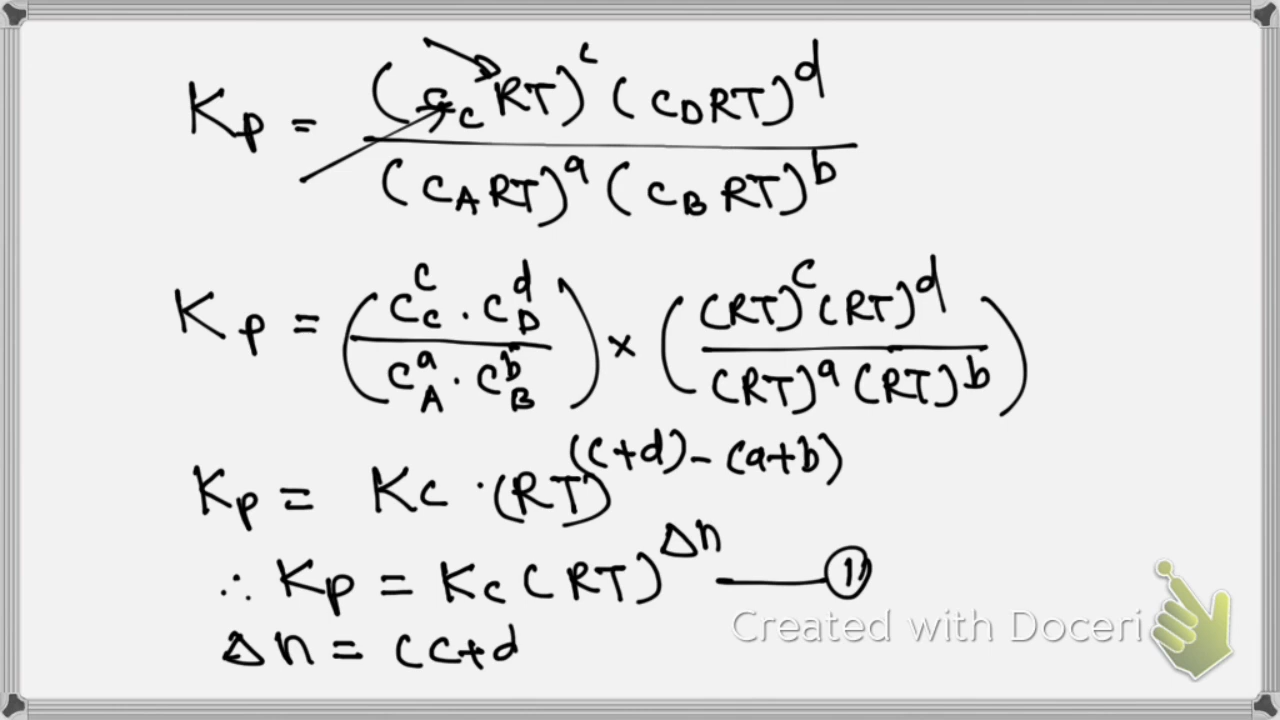 Kp = (C_C RT)^c (C_D RT)^d / (C_A RT)^a (C_B RT)^b
Kp = (C_C^c . C_D^d / C_A^a . C_B^b) × ((RT)^c (RT)^d / (RT)^a (RT)^b)
Kp = Kc . (RT)^(c+d) - (a+b)
∴ Kp = Kc (RT)^Δn —— ①
Δn = (c+d
Created with Doceri